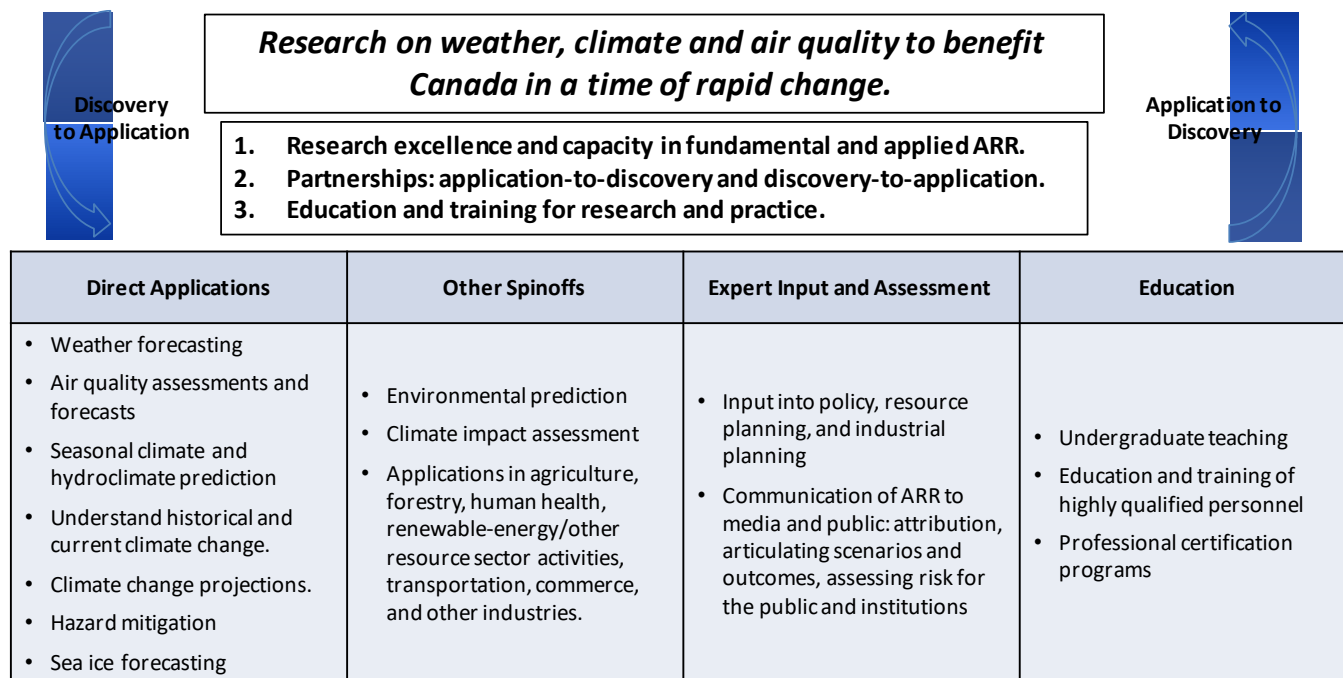 Discovery
to Application
Research on weather, climate and air quality to benefit
Canada in a time of rapid change.
Application to
Discovery
1. Research excellence and capacity in fundamental and applied ARR.
2. Partnerships: application-to-discovery and discovery-to-application.
3. Education and training for research and practice.
Direct Applications
• Weather forecasting
• Air quality assessments and
forecasts
• Seasonal climate and
hydroclimate prediction
• Understand historical and
current climate change.
• Climate change projections.
• Hazard mitigation
• Sea ice forecasting
Other Spinoffs
• Environmental prediction
• Climate impact assessment
• Applications in agriculture,
forestry, human health,
renewable-energy/other
resource sector activities,
transportation, commerce,
and other industries.
Expert Input and Assessment
• Input into policy, resource
planning, and industrial
planning
• Communication of ARR to
media and public: attribution,
articulating scenarios and
outcomes, assessing risk for
the public and institutions
Education
• Undergraduate teaching
• Education and training of
highly qualified personnel
• Professional certification
programs